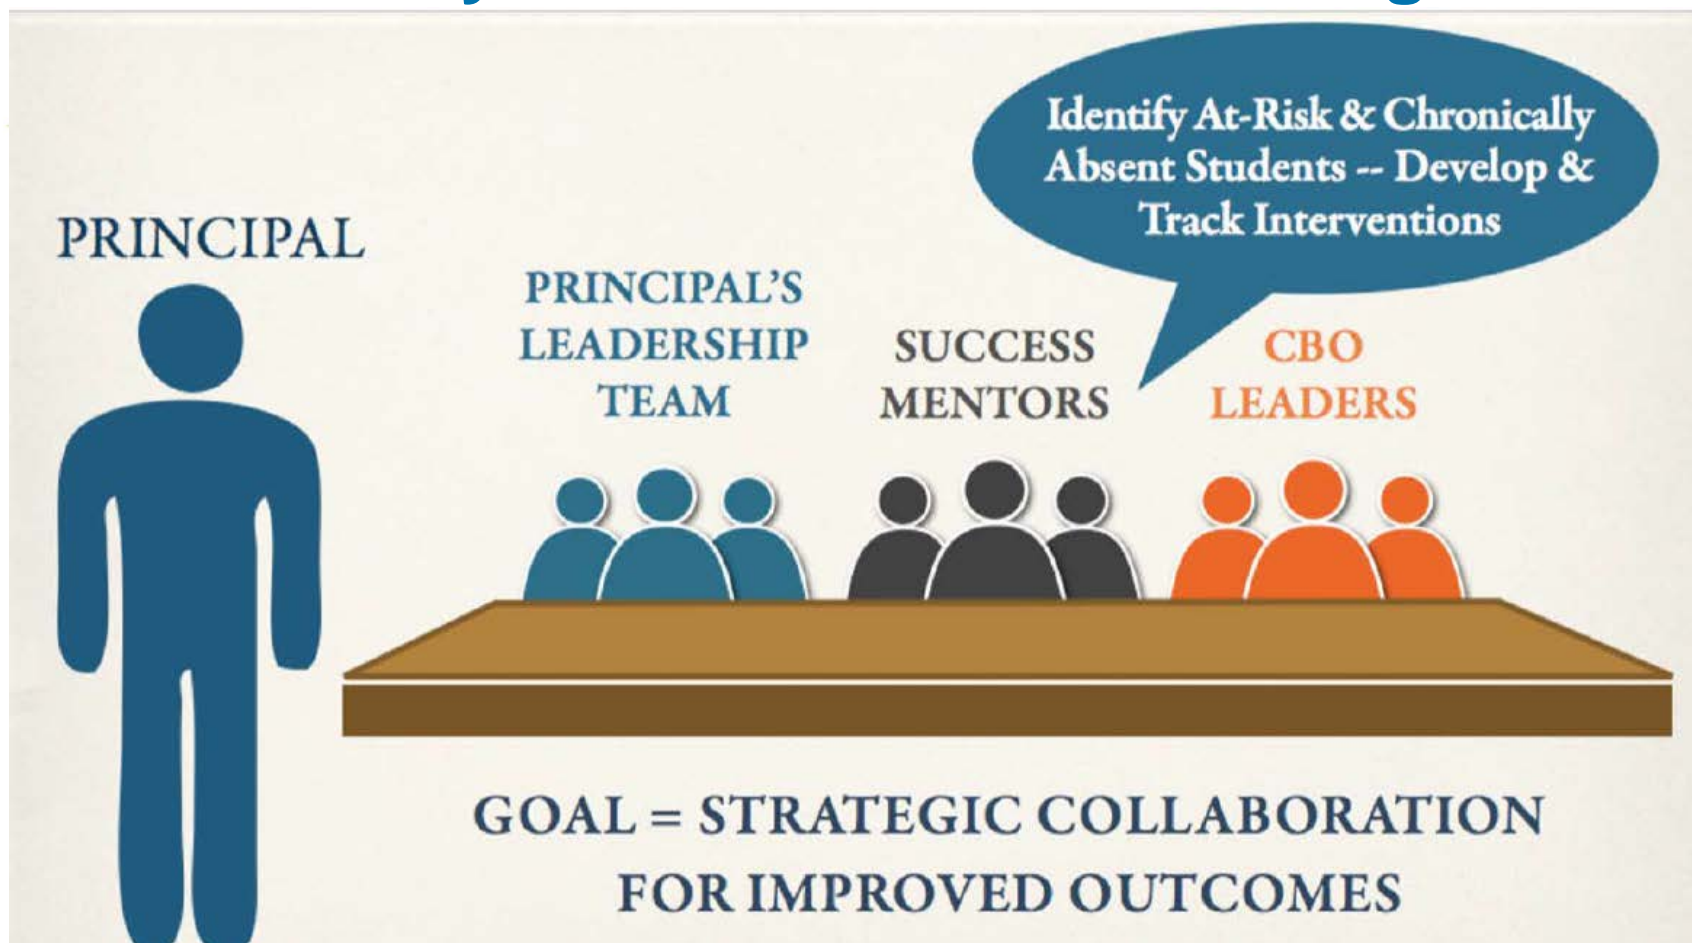 PRINCIPAL
PRINCIPAL'S
LEADERSHIP
TEAM
SUCCESS
MENTORS
Identify At-Risk & Chronically
Absent Students -- Develop &
Track Interventions
CBO
LEADERS
GOAL = STRATEGIC COLLABORATION
FOR IMPROVED OUTCOMES